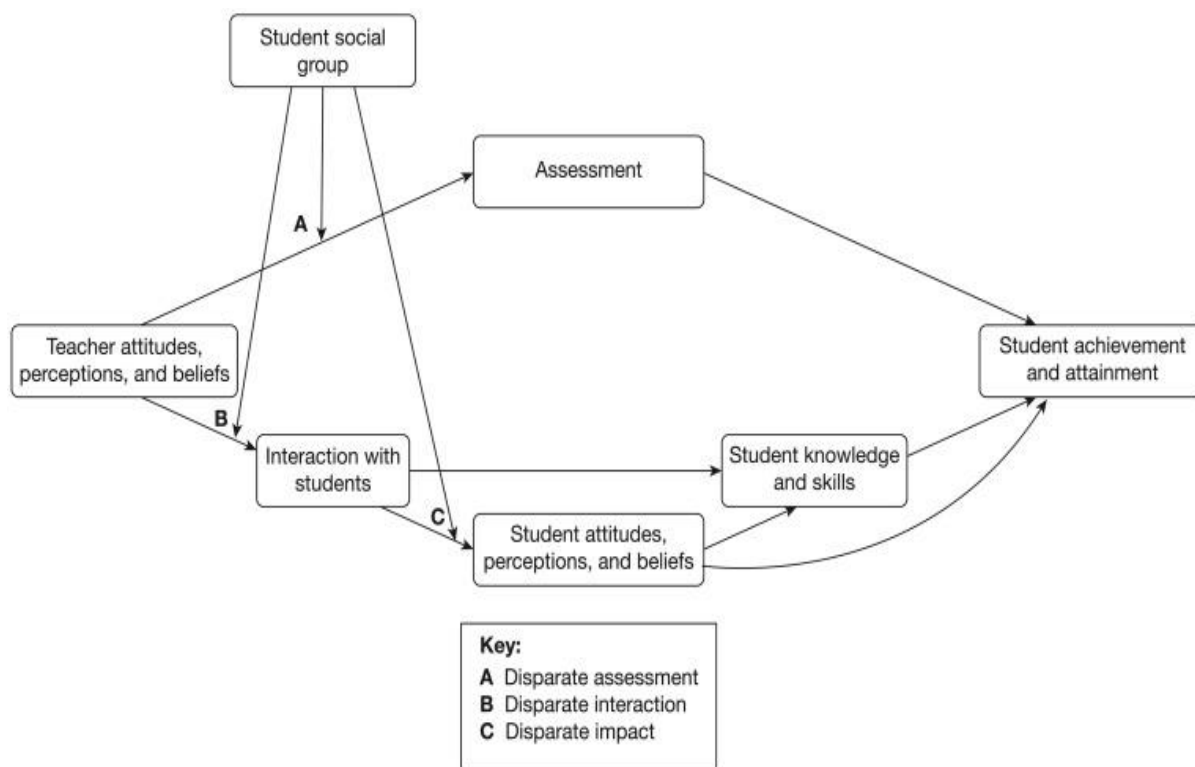 Student social
group
Assessment
A
Teacher attitudes,
perceptions, and beliefs
Student achievement
and attainment
B
Interaction with
students
Student knowledge
and skills
C
Student attitudes,
perceptions, and beliefs
Key:
A Disparate assessment
B Disparate interaction
C Disparate impact